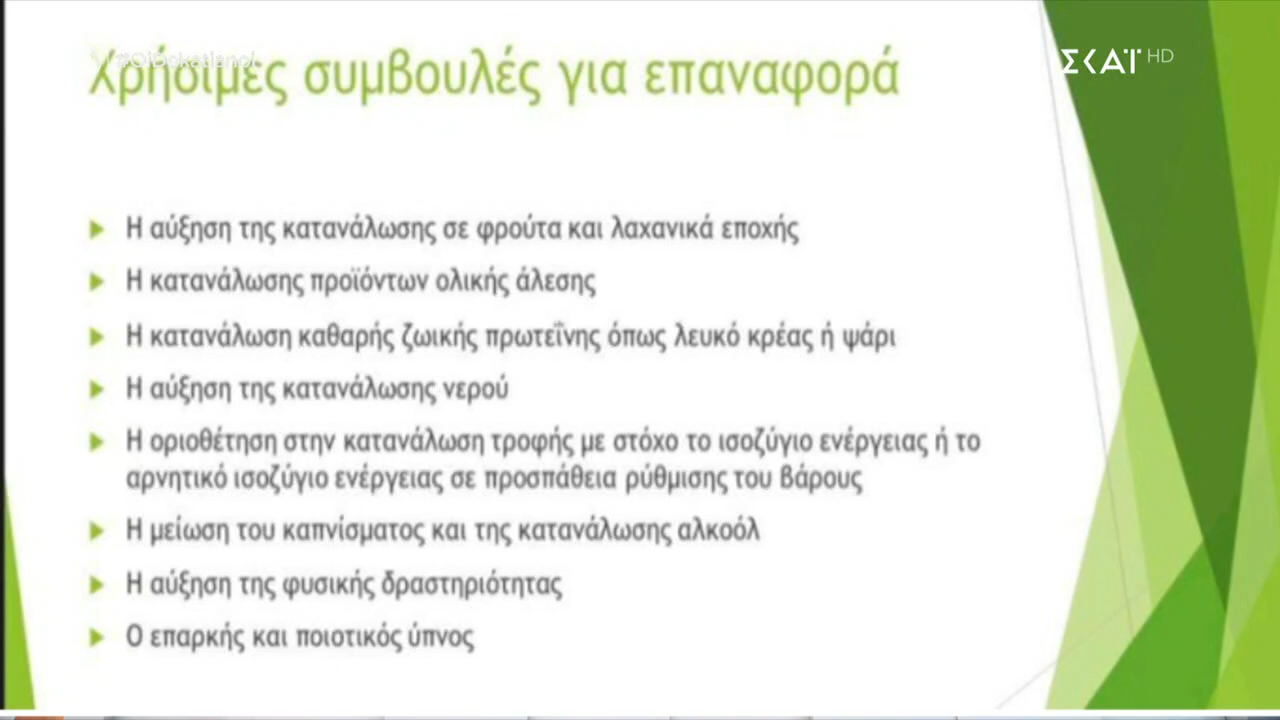 #OiDekatianoi
ΣΚΑΪ HD
Χρήσιμες συμβουλές για επαναφορά
Η αύξηση της κατανάλωσης σε φρούτα και λαχανικά εποχής
Η κατανάλωσης προϊόντων ολικής άλεσης
Η κατανάλωση καθαρής ζωικής πρωτεΐνης όπως λευκό κρέας ή ψάρι
Η αύξηση της κατανάλωσης νερού
Η οριοθέτηση στην κατανάλωση τροφής με στόχο το ισοζύγιο ενέργειας ή το
αρνητικό ισοζύγιο ενέργειας σε προσπάθεια ρύθμισης του βάρους
Η μείωση του καπνίσματος και της κατανάλωσης αλκοόλ
Η αύξηση της φυσικής δραστηριότητας
Ο επαρκής και ποιοτικός ύπνος